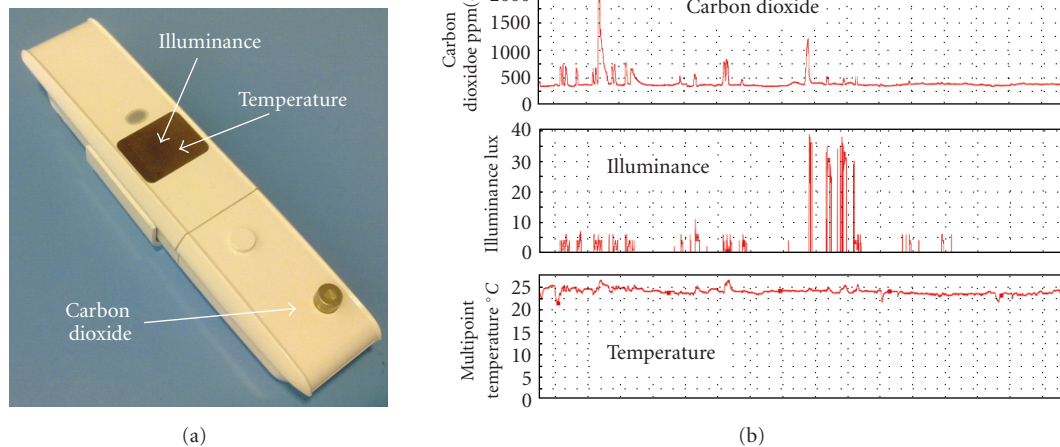 (a)
Illuminance
Temperature
Carbon
dioxide
(a)
Carbon dioxide
Carbon
dioxidoe ppm(
1500
1000
500
0
Illuminance
Illuminance lux
40
30
20
10
0
Temperature
Multipoint
temperature °C
25
20
15
10
5
0
(b)